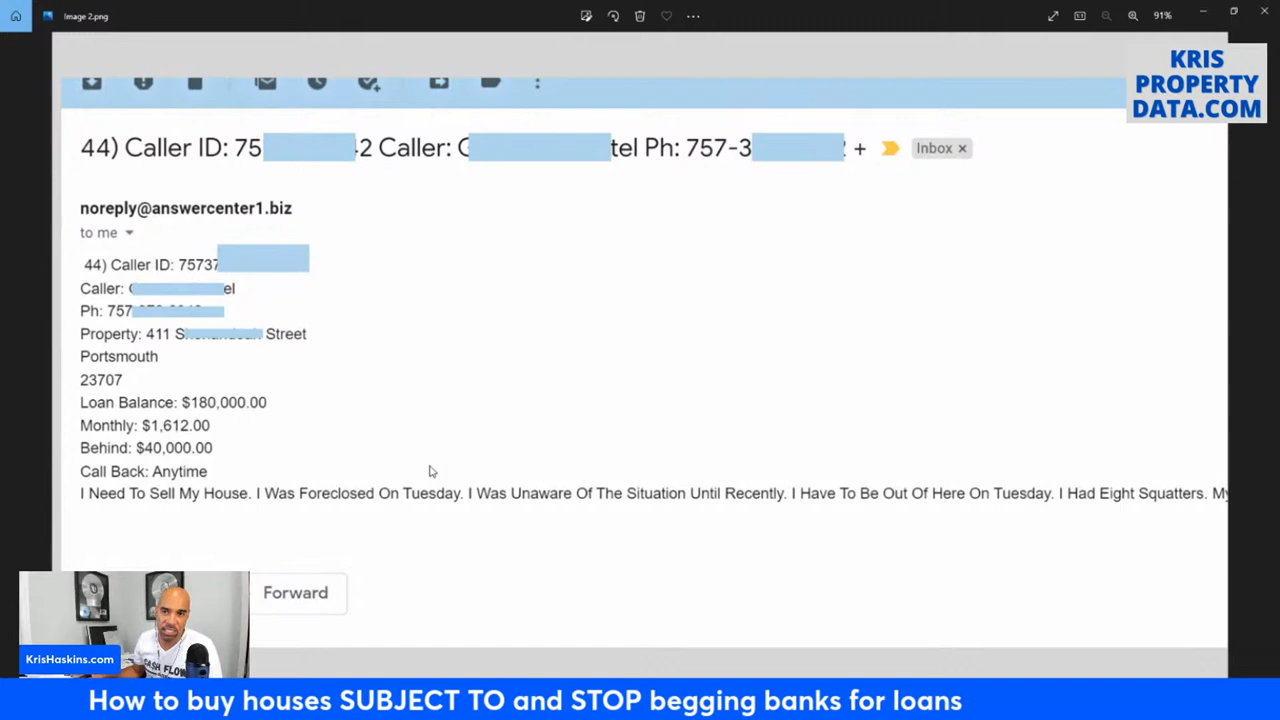 Image 2.png
91%
KRIS
PROPERTY
DATA.COM
44) Caller ID: 75 2 Caller: tel Ph: 757-3 + Inbox ×
noreply@answercenter1.biz
to me
44) Caller ID: 75737
Caller: el
Ph: 757
Property: 411 Street
Portsmouth
23707
Loan Balance: $180,000.00
Monthly: $1,612.00
Behind: $40,000.00
Call Back: Anytime
I Need To Sell My House. I Was Foreclosed On Tuesday. I Was Unaware Of The Situation Until Recently. I Have To Be Out Of Here On Tuesday. I Had Eight Squatters. My
Forward
CASH FLOW
KrisHaskins.com
How to buy houses SUBJECT TO and STOP begging banks for loans